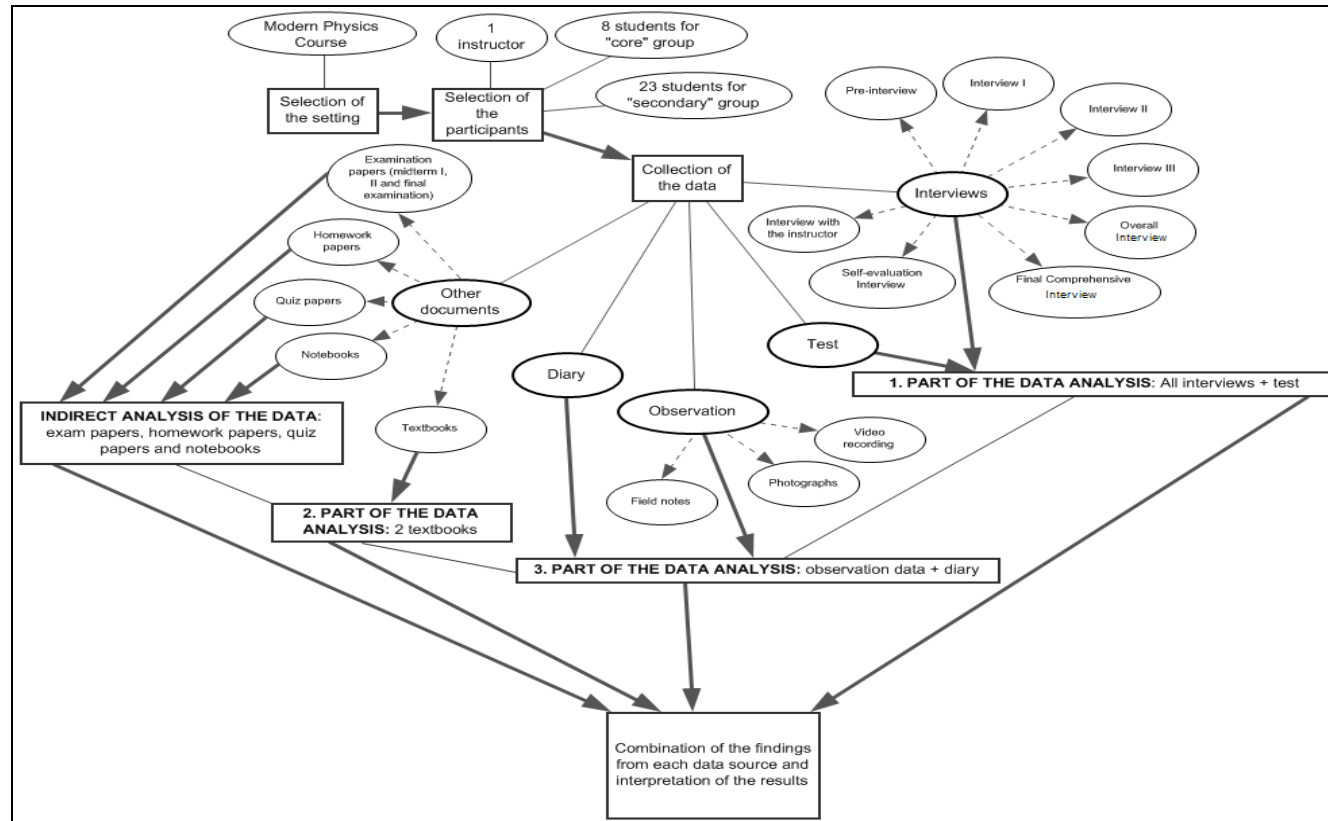 Modern Physics
Course
1
instructor
8 students for
"core" group
23 students for
"secondary" group
Selection of
the setting
Selection of
the
participants
Collection of
the data
Pre-interview
Interview I
Interview II
Interview III
Interviews
Overall
Interview
Final Comprehensive
Interview
Self-evaluation
Interview
Interview with
the instructor
Examination
papers (midterm I,
II and final
examination)
Homework
papers
Quiz papers
Notebooks
Other
documents
Textbooks
Diary
Observation
Test
Video
recording
Photographs
Field notes
1. PART OF THE DATA ANALYSIS: All interviews + test
INDIRECT ANALYSIS OF THE DATA:
exam papers, homework papers, quiz
papers and notebooks
2. PART OF THE DATA
ANALYSIS: 2 textbooks
3. PART OF THE DATA ANALYSIS: observation data + diary
Combination of the findings
from each data source and
interpretation of the results